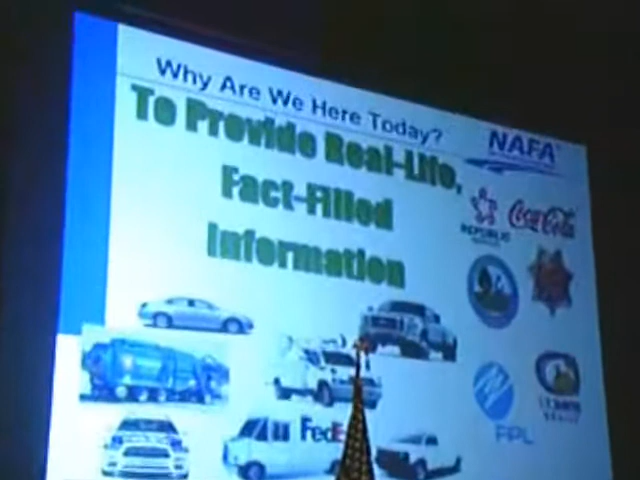 Why Are We Here Today?
To Provide Real-Life,
Fact-Filled
Information
NAFA
REPUBLIC
Coca-Cola
FPL
FedEx